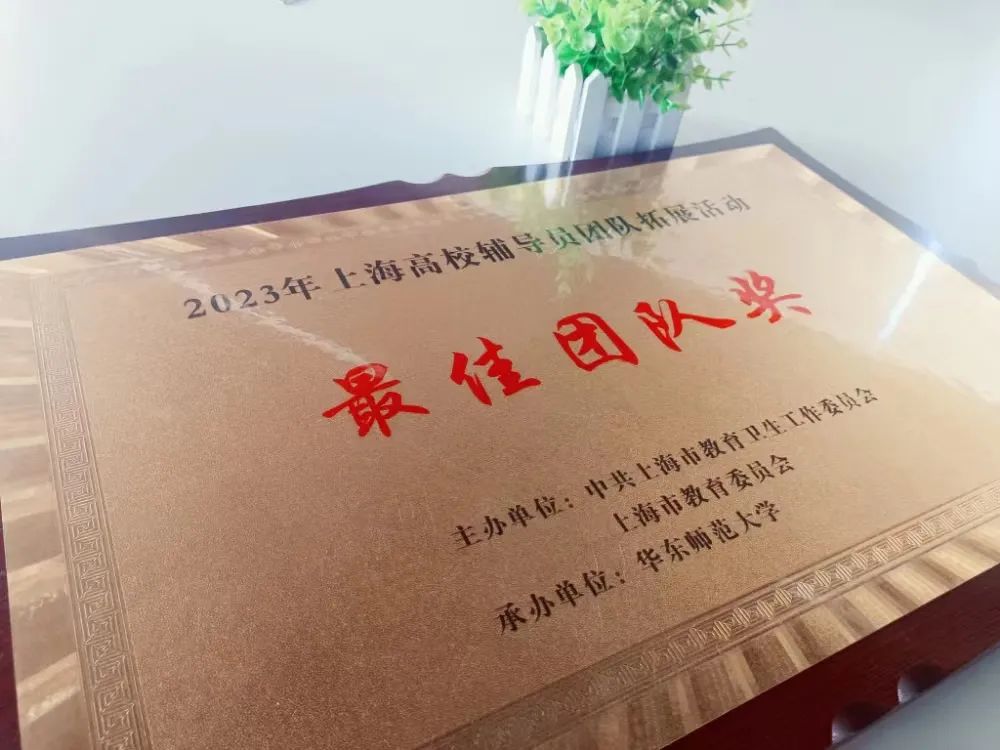 2023年上海高校辅导员团队拓展活动
最佳团队奖
主办单位：中共上海市教育卫生工作委员会
上海市教育委员会
承办单位：华东师范大学